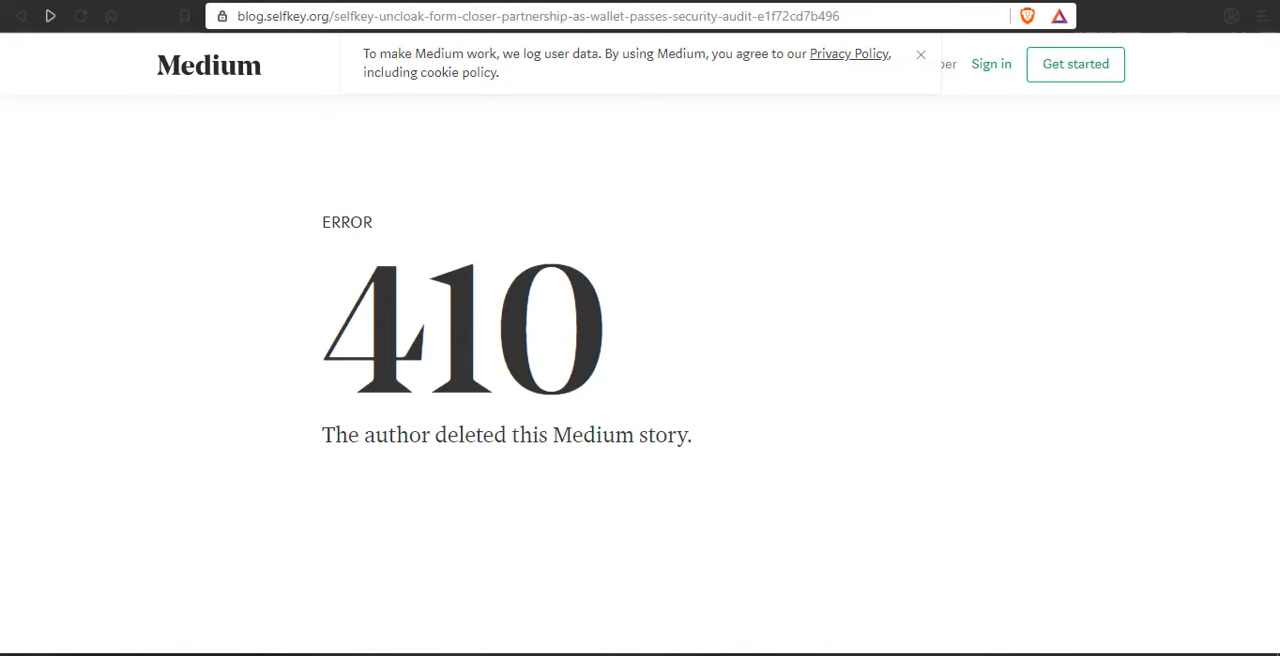 blog.selfkey.org/selfkey-uncloak-form-closer-partnership-as-wallet-passes-security-audit-e1f72cd7b496
Medium
To make Medium work, we log user data. By using Medium, you agree to our Privacy Policy,
including cookie policy.
Sign in
Get started
ERROR
410
The author deleted this Medium story.